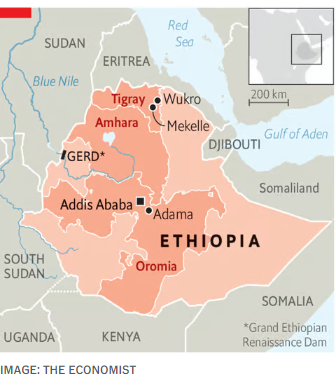 Red
Sea
SUDAN
ERITREA
Blue Nile
Tigray
Wukro
200 km
Amhara
Mekelle
Gulf of Aden
DJIBOUTI
GERD*
Somaliland
Addis Ababa
Adama
ETHIOPIA
SOUTH
SUDAN
Oromia
SOMALIA
UGANDA
KENYA
*Grand Ethiopian
Renaissance Dam
IMAGE: THE ECONOMIST